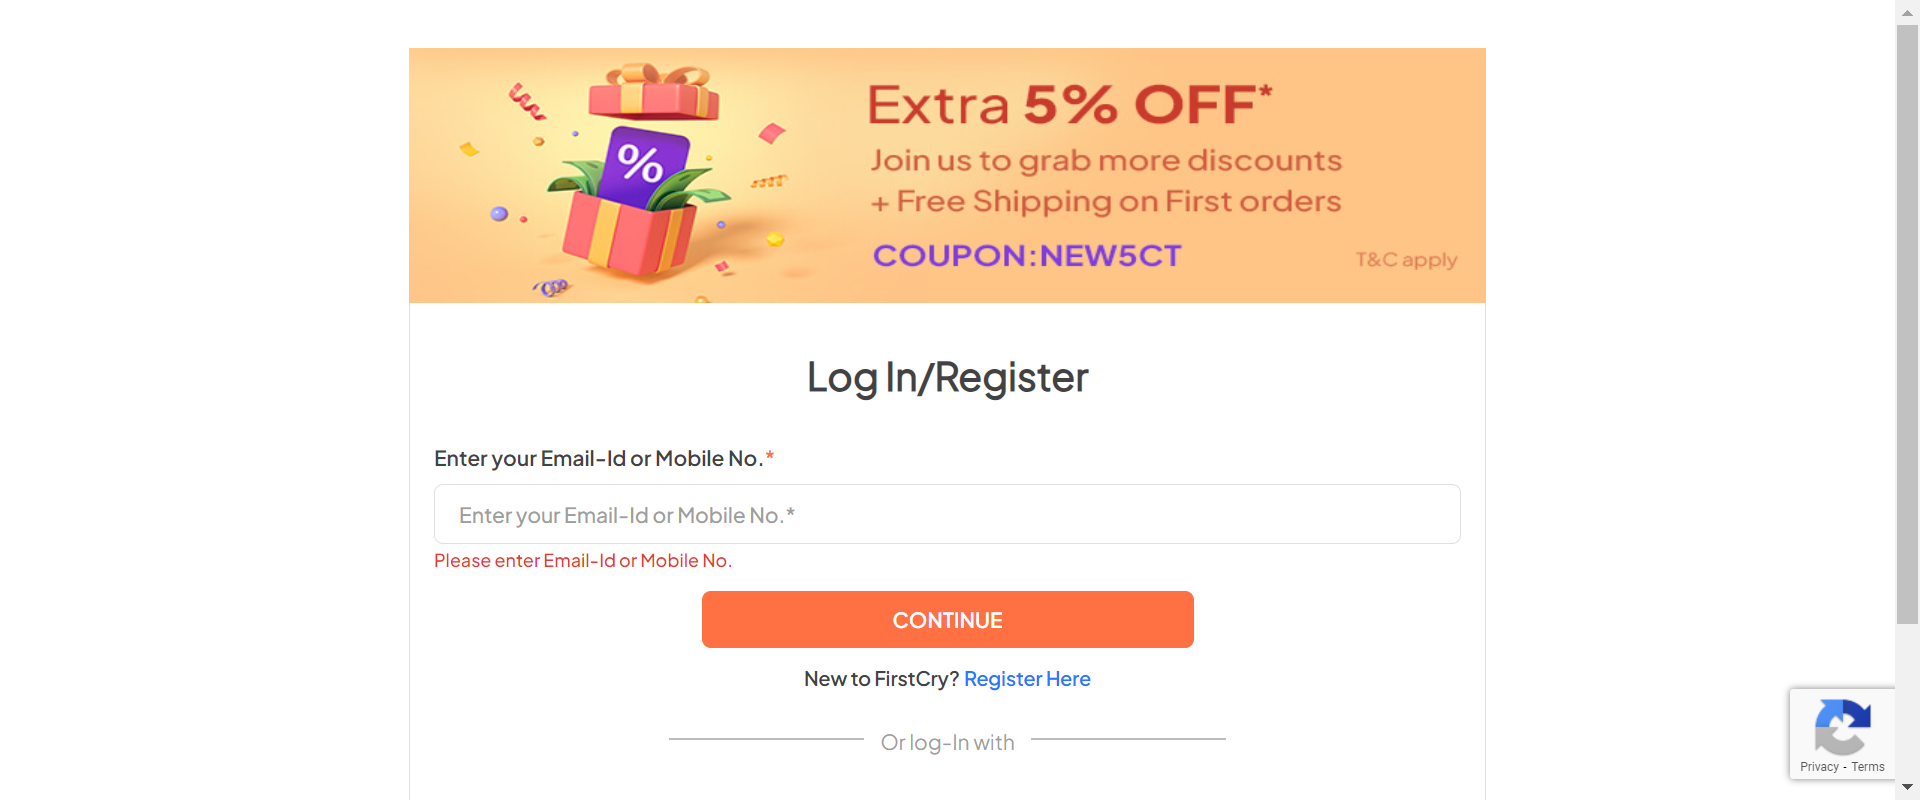 %
Extra 5% OFF*
Join us to grab more discounts
+ Free Shipping on First orders
COUPON:NEW5CT
T&C apply
Log In/Register
Enter your Email-Id or Mobile No.*
Enter your Email-Id or Mobile No.*
Please enter Email-Id or Mobile No.
CONTINUE
New to FirstCry? Register Here
Or log-In with
Privacy - Terms